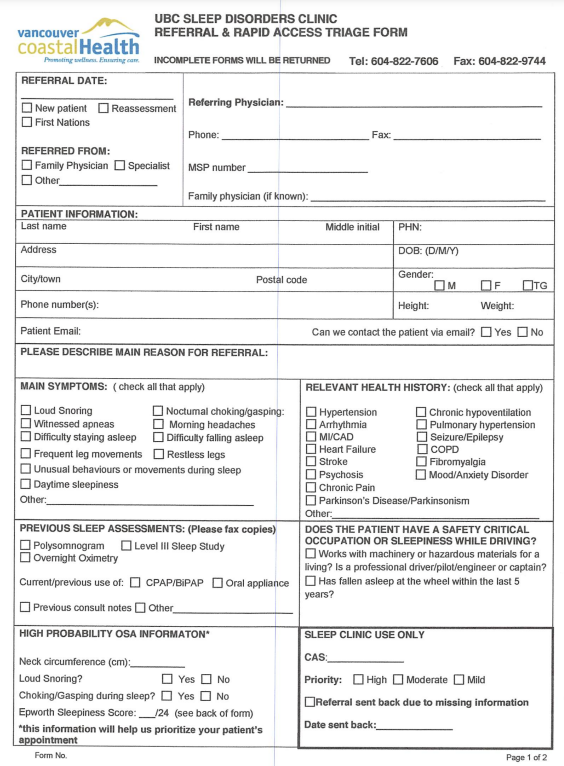 vancouver
coastalHealth
Promoting wellness. Ensuring care.
UBC SLEEP DISORDERS CLINIC
REFERRAL & RAPID ACCESS TRIAGE FORM
INCOMPLETE FORMS WILL BE RETURNED Tel: 604-822-7606 Fax: 604-822-9744
REFERRAL DATE:
New patient Reassessment
First Nations
REFERRED FROM:
Family Physician Specialist
Other
Referring Physician:
Phone: Fax:
MSP number
Family physician (if known):
PATIENT INFORMATION:
Last name First name Middle initial PHN:
Address DOB: (D/M/Y)
City/town Postal code Gender:
M F TG
Phone number(s): Height: Weight:
Patient Email: Can we contact the patient via email? Yes No
PLEASE DESCRIBE MAIN REASON FOR REFERRAL:
MAIN SYMPTOMS: ( check all that apply)
Loud Snoring Nocturnal choking/gasping:
Witnessed apneas Morning headaches
Difficulty staying asleep Difficulty falling asleep
Frequent leg movements Restless legs
Unusual behaviours or movements during sleep
Daytime sleepiness
Other:
RELEVANT HEALTH HISTORY: (check all that apply)
Hypertension Chronic hypoventilation
Arrhythmia Pulmonary hypertension
MI/CAD Seizure/Epilepsy
Heart Failure COPD
Stroke Fibromyalgia
Psychosis Mood/Anxiety Disorder
Chronic Pain
Parkinson's Disease/Parkinsonism
Other:
PREVIOUS SLEEP ASSESSMENTS: (Please fax copies)
Polysomnogram Level III Sleep Study
Overnight Oximetry
Current/previous use of: CPAP/BiPAP Oral appliance
Previous consult notes Other
DOES THE PATIENT HAVE A SAFETY CRITICAL
OCCUPATION OR SLEEPINESS WHILE DRIVING?
Works with machinery or hazardous materials for a
living? Is a professional driver/pilot/engineer or captain?
Has fallen asleep at the wheel within the last 5
years?
HIGH PROBABILITY OSA INFORMATON*
Neck circumference (cm):
Loud Snoring? Yes No
Choking/Gasping during sleep? Yes No
Epworth Sleepiness Score: ___/24 (see back of form)
*this information will help us prioritize your patient's
appointment
SLEEP CLINIC USE ONLY
CAS:
Priority: High Moderate Mild
Referral sent back due to missing information
Date sent back:
Form No. Page 1 of 2